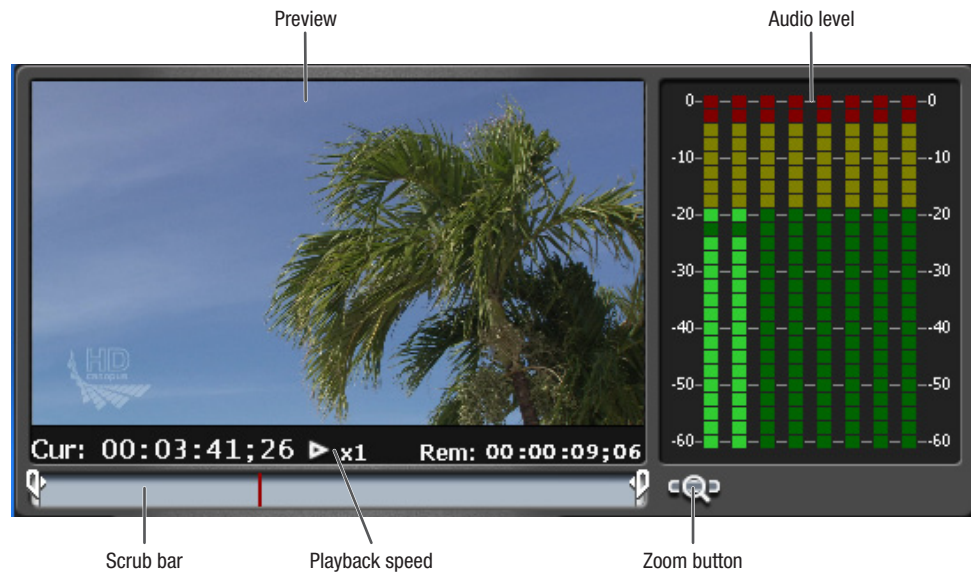 Preview
Audio level
0 0
-10 -10
-20 -20
-30 -30
-40 -40
-50 -50
-60 -60
HD
Cur: 00:03:41;26 x1 Rem: 00:00:09;06
Scrub bar
Playback speed
Zoom button